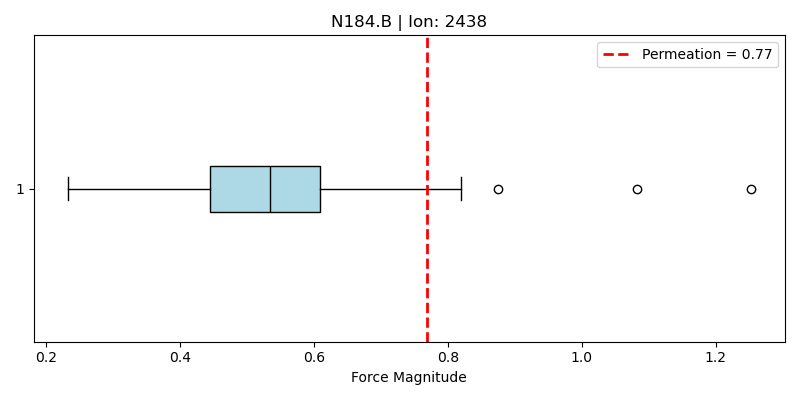 N184.B | Ion: 2438
Permeation = 0.77
1
0.2 0.4 0.6 0.8 1.0 1.2
Force Magnitude